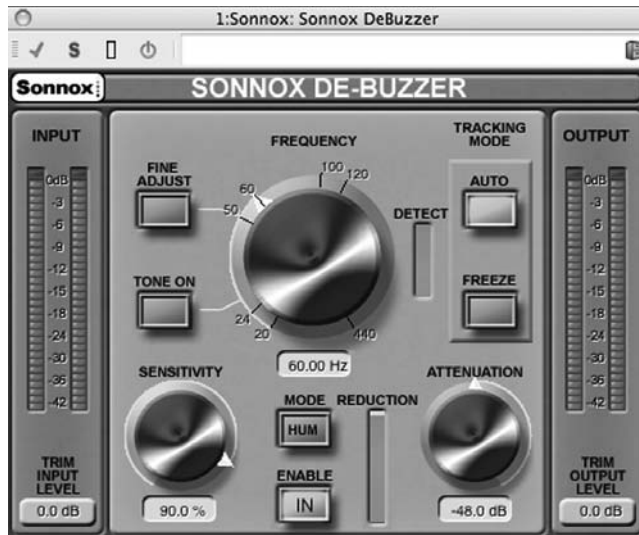 1:Sonnox: Sonnox DeBuzzer
S
Sonnox
SONNOX DE-BUZZER
INPUT
0dB
-3
-6
-9
-12
-15
-18
-24
-30
-36
-42
TRIM
INPUT
LEVEL
0.0 dB
FINE
ADJUST
TONE ON
FREQUENCY
20
24
50
60
100
120
440
60.00 Hz
DETECT
TRACKING
MODE
AUTO
FREEZE
SENSITIVITY
90.0 %
MODE
HUM
ENABLE
IN
REDUCTION
ATTENUATION
-48.0 dB
OUTPUT
0dB
-3
-6
-9
-12
-15
-18
-24
-30
-36
-42
TRIM
OUTPUT
LEVEL
0.0 dB